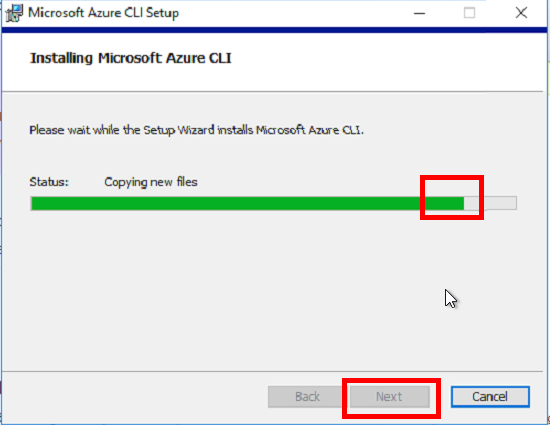 Microsoft Azure CLI Setup
Installing Microsoft Azure CLI
Please wait while the Setup Wizard installs Microsoft Azure CLI.
Status: Copying new files
Back Next Cancel